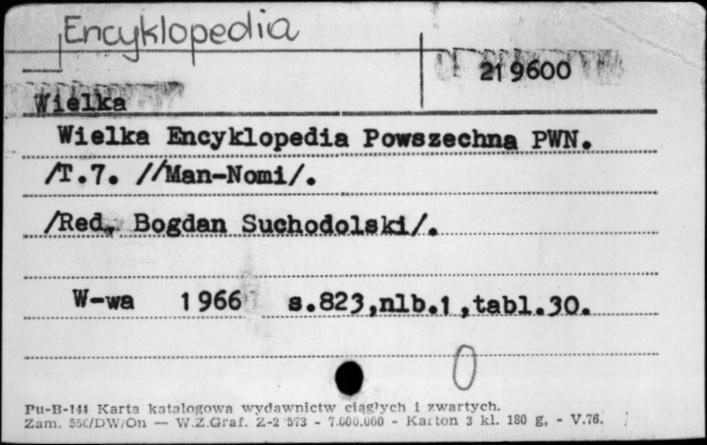 Encyklopedia
219600
Wielka
Wielka Encyklopedia Powszechna PWN.
/T.7. //Man-Nomi/.
/Red. Bogdan Suchodolski/.
W-wa 1966 s.823,nlb.1,tabl.30.
0
Pu-B-144 Karta katalogowa wydawnictw ciągłych i zwartych.
Zam. DW/On — W.Z.Graf. Z-2 - 7.000.000 - Karton 3 kl. 180 g. - V.76.